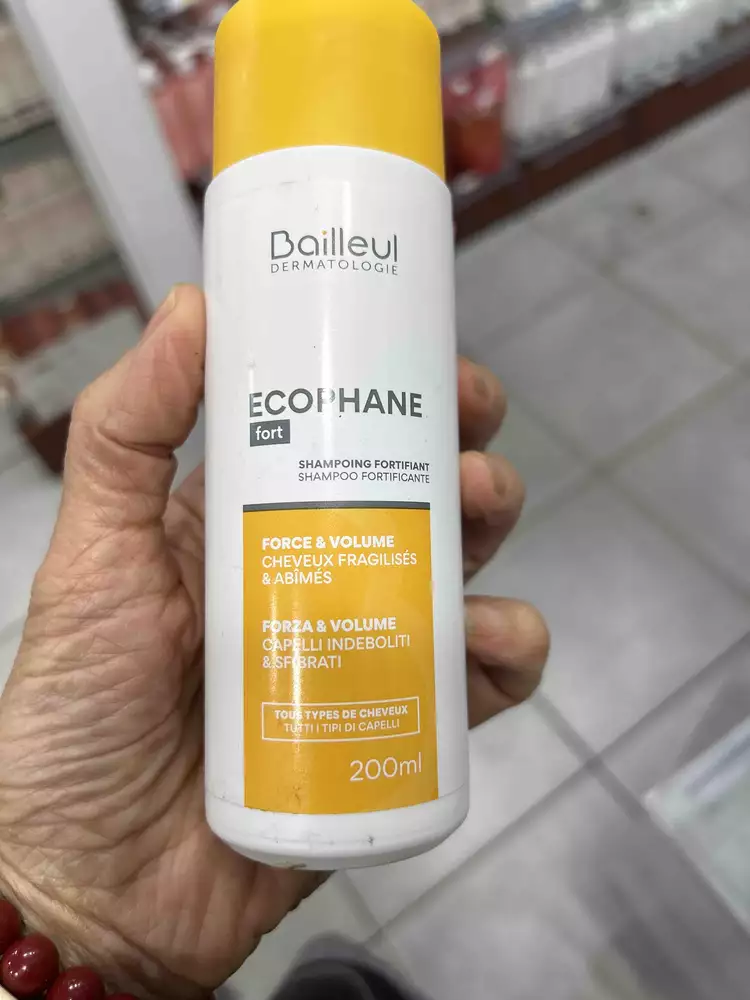 Bailleul
DERMATOLOGIE
ECOPHANE
fort
SHAMPOING FORTIFIANT
SHAMPOO FORTIFICANTE
FORCE & VOLUME
CHEVEUX FRAGILISÉS
& ABÎMÉS
FORZA & VOLUME
CAPELLI INDEBOLITI
& SFIBRATI
TOUS TYPES DE CHEVEUX
TUTTI I TIPI DI CAPELLI
200ml